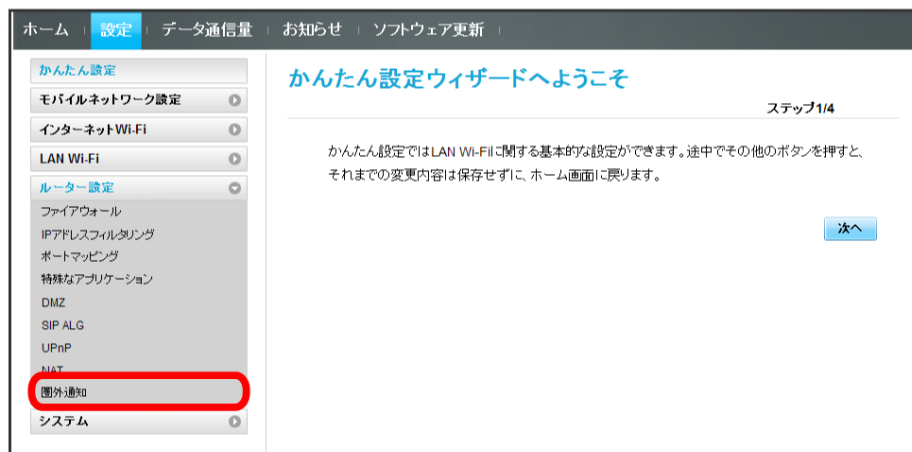 ホーム 設定 データ通信量 お知らせ ソフトウェア更新
かんたん設定
モバイルネットワーク設定
インターネットWi-Fi
LAN Wi-Fi
ルーター設定
ファイアウォール
IPアドレスフィルタリング
ポートマッピング
特殊なアプリケーション
DMZ
SIP ALG
UPnP
NAT
圏外通知
システム
かんたん設定ウィザードへようこそ
ステップ1/4
かんたん設定ではLAN Wi-Fiに関する基本的な設定ができます。途中でその他のボタンを押すと、
それまでの変更内容は保存せずに、ホーム画面に戻ります。
次へ